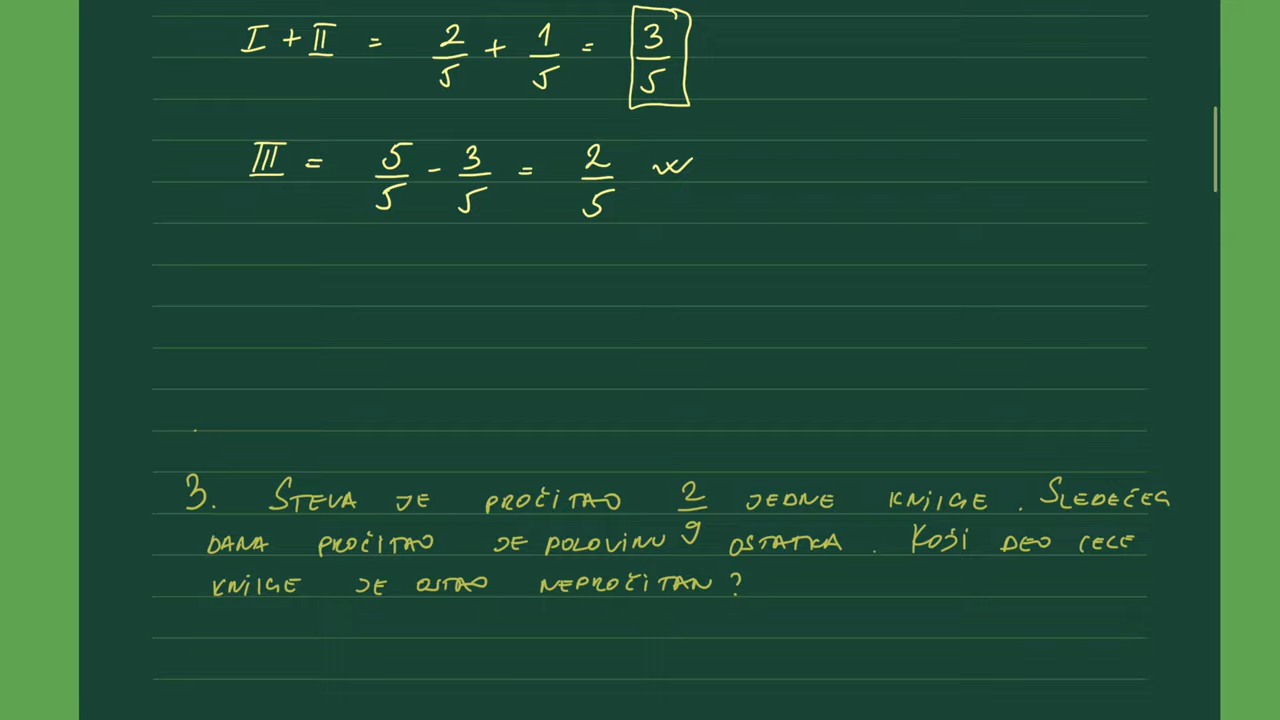 I + II = 2/5 + 1/5 = 3/5
III = 5/5 - 3/5 = 2/5
3. STEVA JE PROČITAO 2/9 JEDNE KNJIGE. SLEDEĆEG
DANA PROČITAO JE POLOVINU OSTATKA. KOJI DEO CELE
KNJIGE JE OSTAO NEPROČITAN?